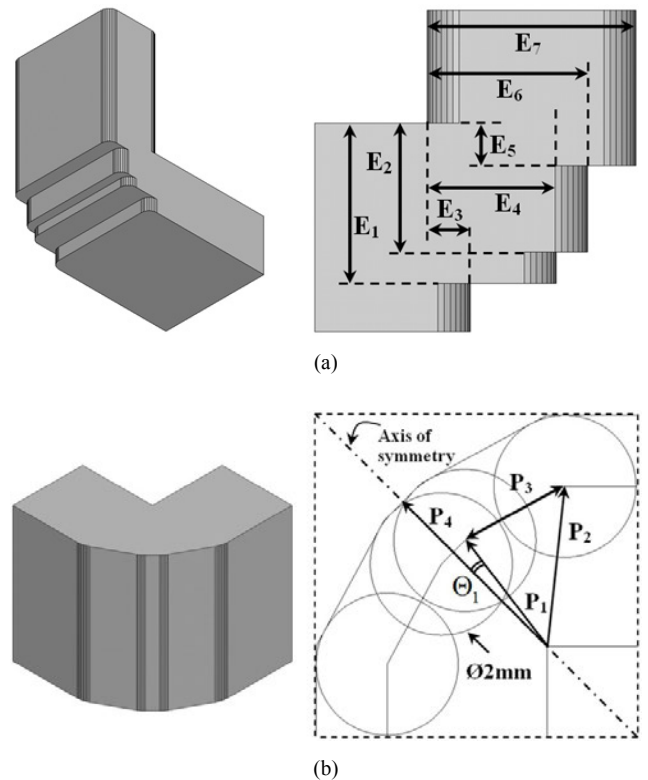 E₇
E₆
E₅
E₂
E₄
E₁
E₃
(a)
Axis of
symmetry
P₃
P₄
P₂
Θ₁
P₁
Ø2mm
(b)